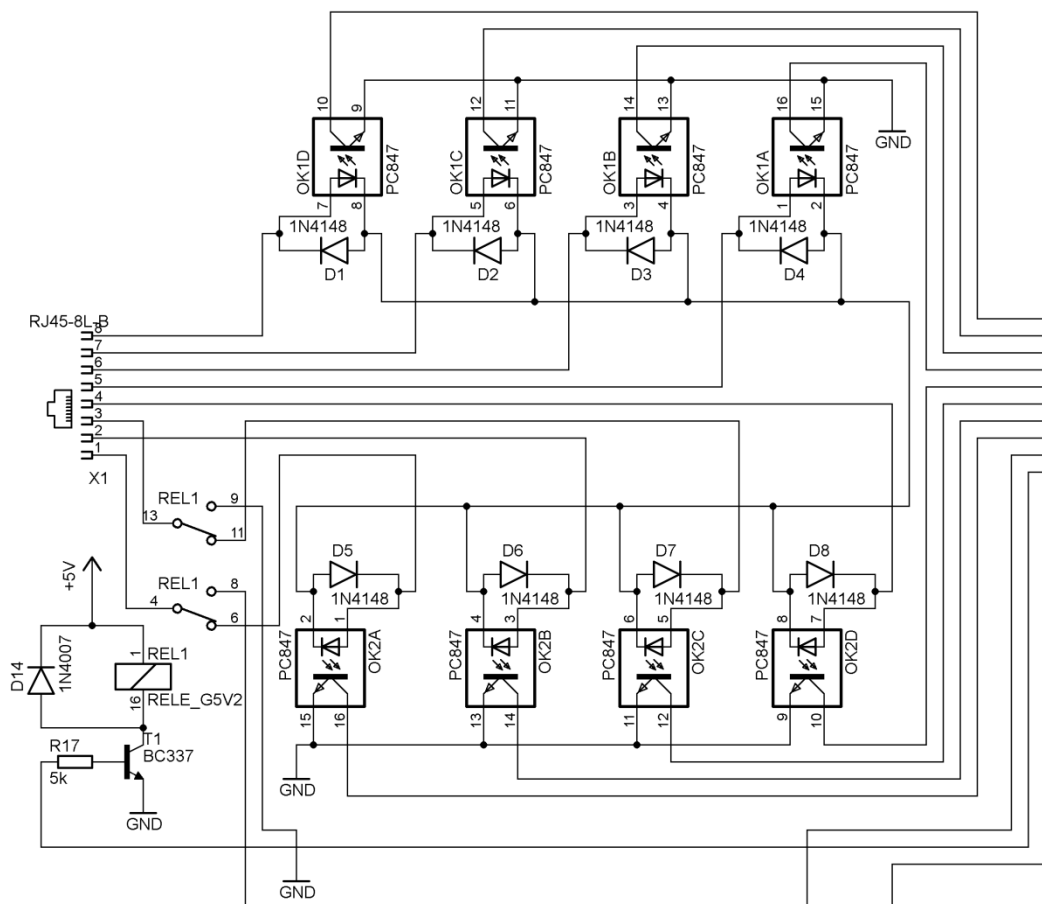 10 9 12 11 14 13 16 15
GND
OK1D PC847 OK1C PC847 OK1B PC847 OK1A PC847
7 8 5 6 3 4 1 2
1N4148 1N4148 1N4148 1N4148
D1 D2 D3 D4
RJ45-8L-B
8
7
6
5
4
3
2
1
X1
REL1 9
13 11
REL1 8
4 6
+5V
D5 D6 D7 D8
1N4148 1N4148 1N4148 1N4148
2 1 4 3 6 5 8 7
PC847 OK2A PC847 OK2B PC847 OK2C PC847 OK2D
15 16 13 14 11 12 9 10
D14 1N4007
1 REL1
16 RELE_G5V2
T1
BC337
R17
5k
GND
GND
GND